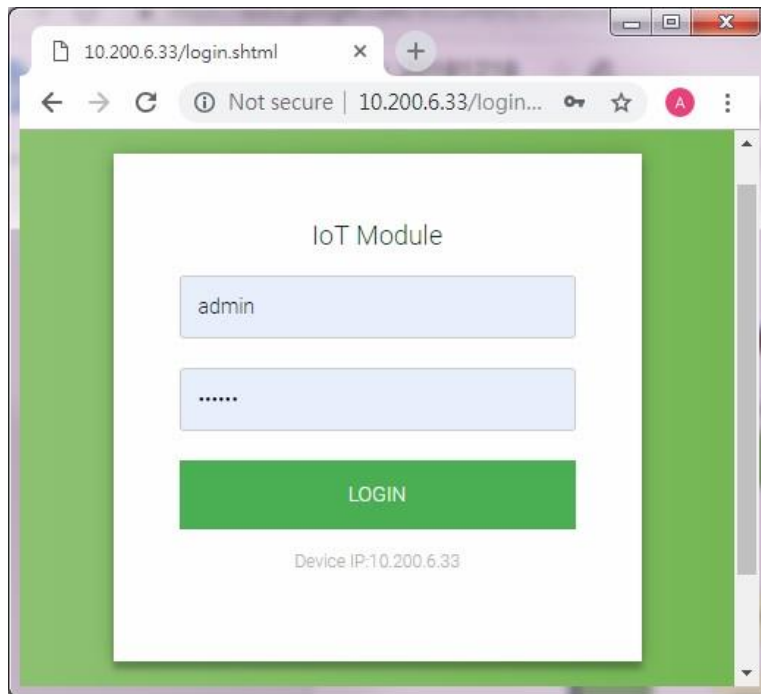 10.200.6.33/login.shtml
Not secure | 10.200.6.33/login...
A
IoT Module
admin
••••••
LOGIN
Device IP:10.200.6.33